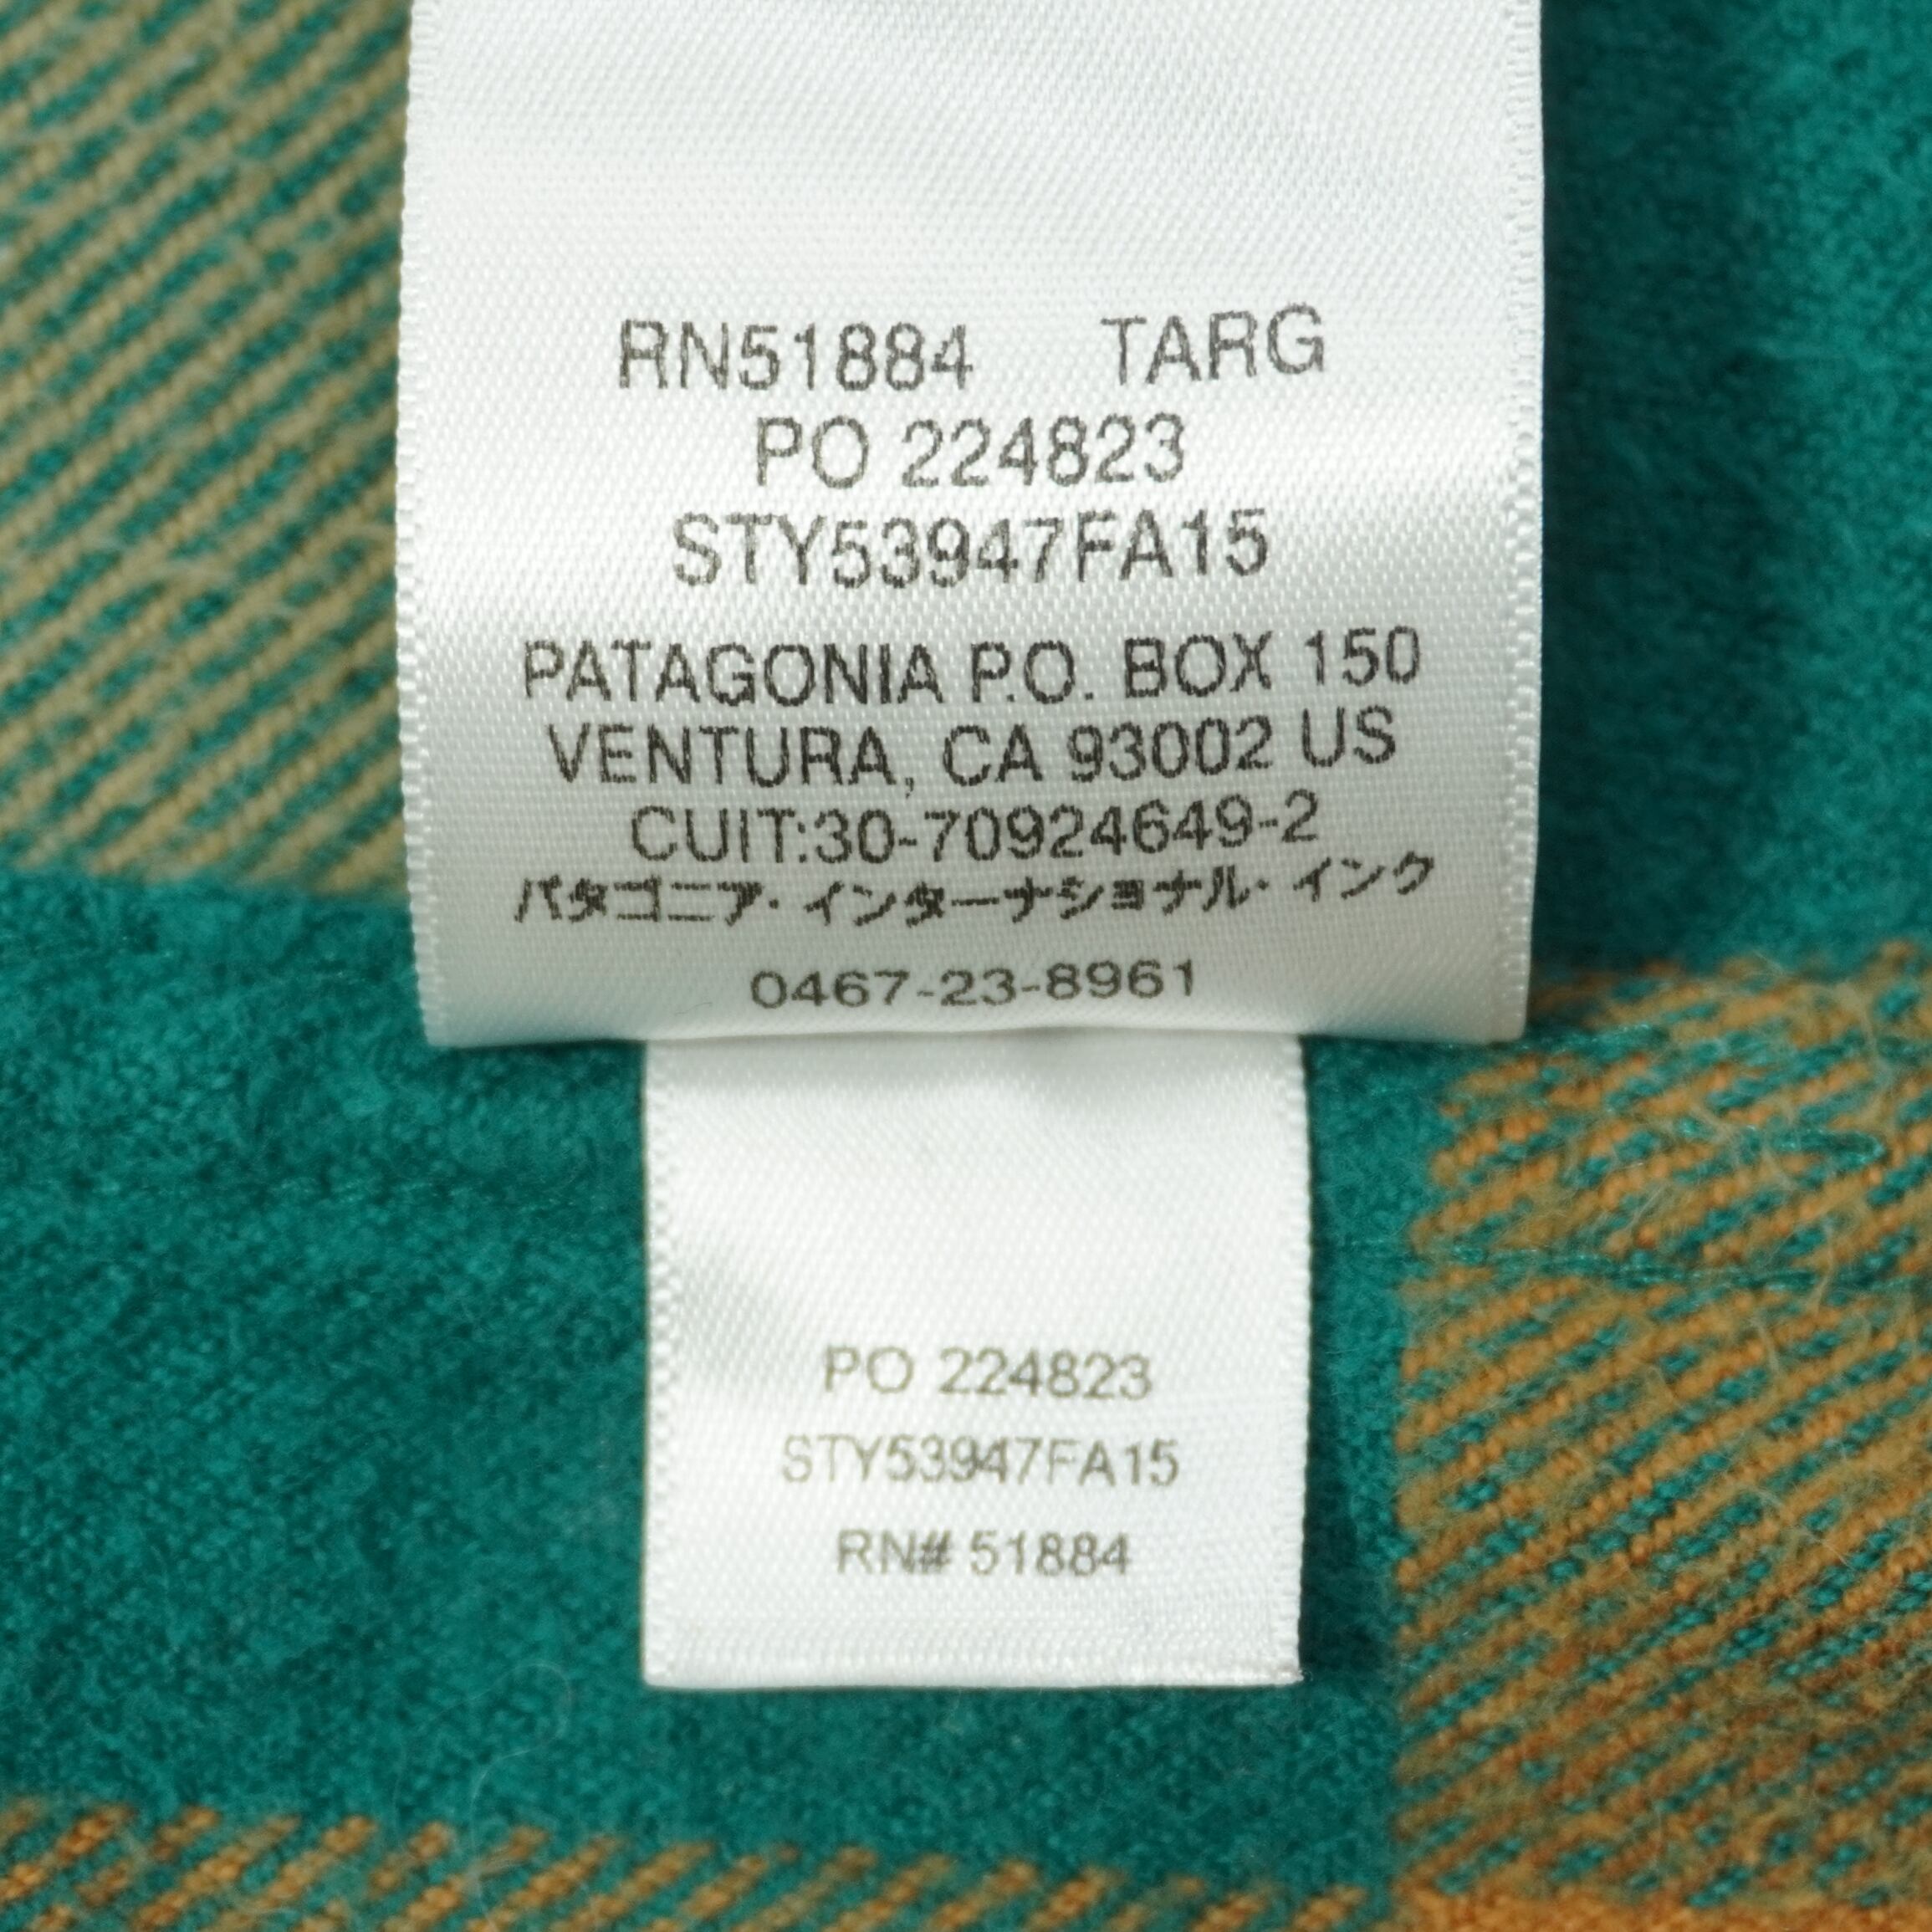 RN51884 TARG
PO 224823
STY53947FA15
PATAGONIA P.O. BOX 150
VENTURA, CA 93002 US
CUIT:30-70924649-2
パタゴニア・インターナショナル・インク
0467-23-8961
PO 224823
STY53947FA15
RN# 51884